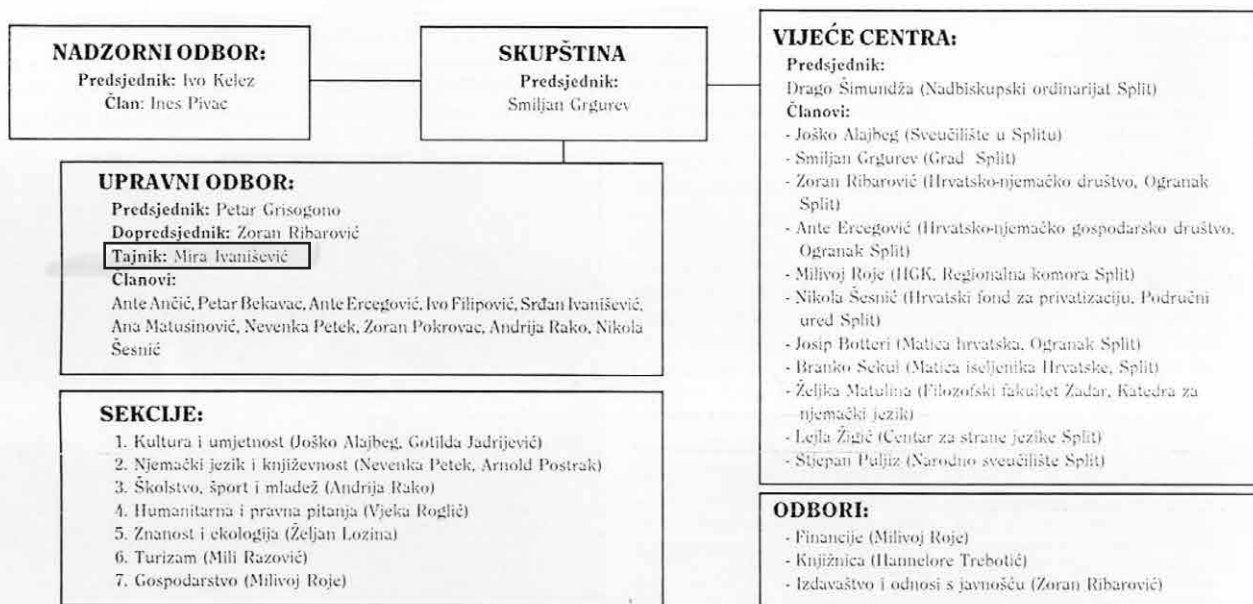 NADZORNI ODBOR:
Predsjednik: Ivo Kelez
Član: Ines Pivac
SKUPŠTINA
Predsjednik:
Smiljan Grgurev
UPRAVNI ODBOR:
Predsjednik: Petar Grisogono
Dopredsjednik: Zoran Ribarović
Tajnik: Mira Ivanišević
Članovi:
Ante Ančić, Petar Bekavac, Ante Ercegović, Ivo Filipović, Srđan Ivanišević,
Ana Matusinović, Nevenka Petek, Zoran Pokrovac, Andrija Rako, Nikola
Šesnić
SEKCIJE:
1. Kultura i umjetnost (Joško Alajbeg, Gotilda Jadrijević)
2. Njemački jezik i književnost (Nevenka Petek, Arnold Postrak)
3. Školstvo, šport i mladež (Andrija Rako)
4. Humanitarna i pravna pitanja (Vjeka Roglić)
5. Znanost i ekologija (Željan Lozina)
6. Turizam (Mili Razović)
7. Gospodarstvo (Milivoj Roje)
VIJEĆE CENTRA:
Predsjednik:
Drago Šimundža (Nadbiskupski ordinarijat Split)
Članovi:
- Joško Alajbeg (Sveučilište u Splitu)
- Smiljan Grgurev (Grad Split)
- Zoran Ribarović (Hrvatsko-njemačko društvo, Ogranak
Split)
- Ante Ercegović (Hrvatsko-njemačko gospodarsko društvo,
Ogranak Split)
- Milivoj Roje (HGK, Regionalna komora Split)
- Nikola Šesnić (Hrvatski fond za privatizaciju, Područni
ured Split)
- Josip Botteri (Matica hrvatska, Ogranak Split)
- Branko Sekul (Matica iseljenika Hrvatske, Split)
- Željka Matulina (Filozofski fakultet Zadar, Katedra za
njemački jezik)
- Lejla Žigić (Centar za strane jezike Split)
- Stjepan Puljiz (Narodno sveučilište Split)
ODBORI:
- Financije (Milivoj Roje)
- Knjižnica (Hannelore Trebotić)
- Izdavaštvo i odnosi s javnošću (Zoran Ribarović)